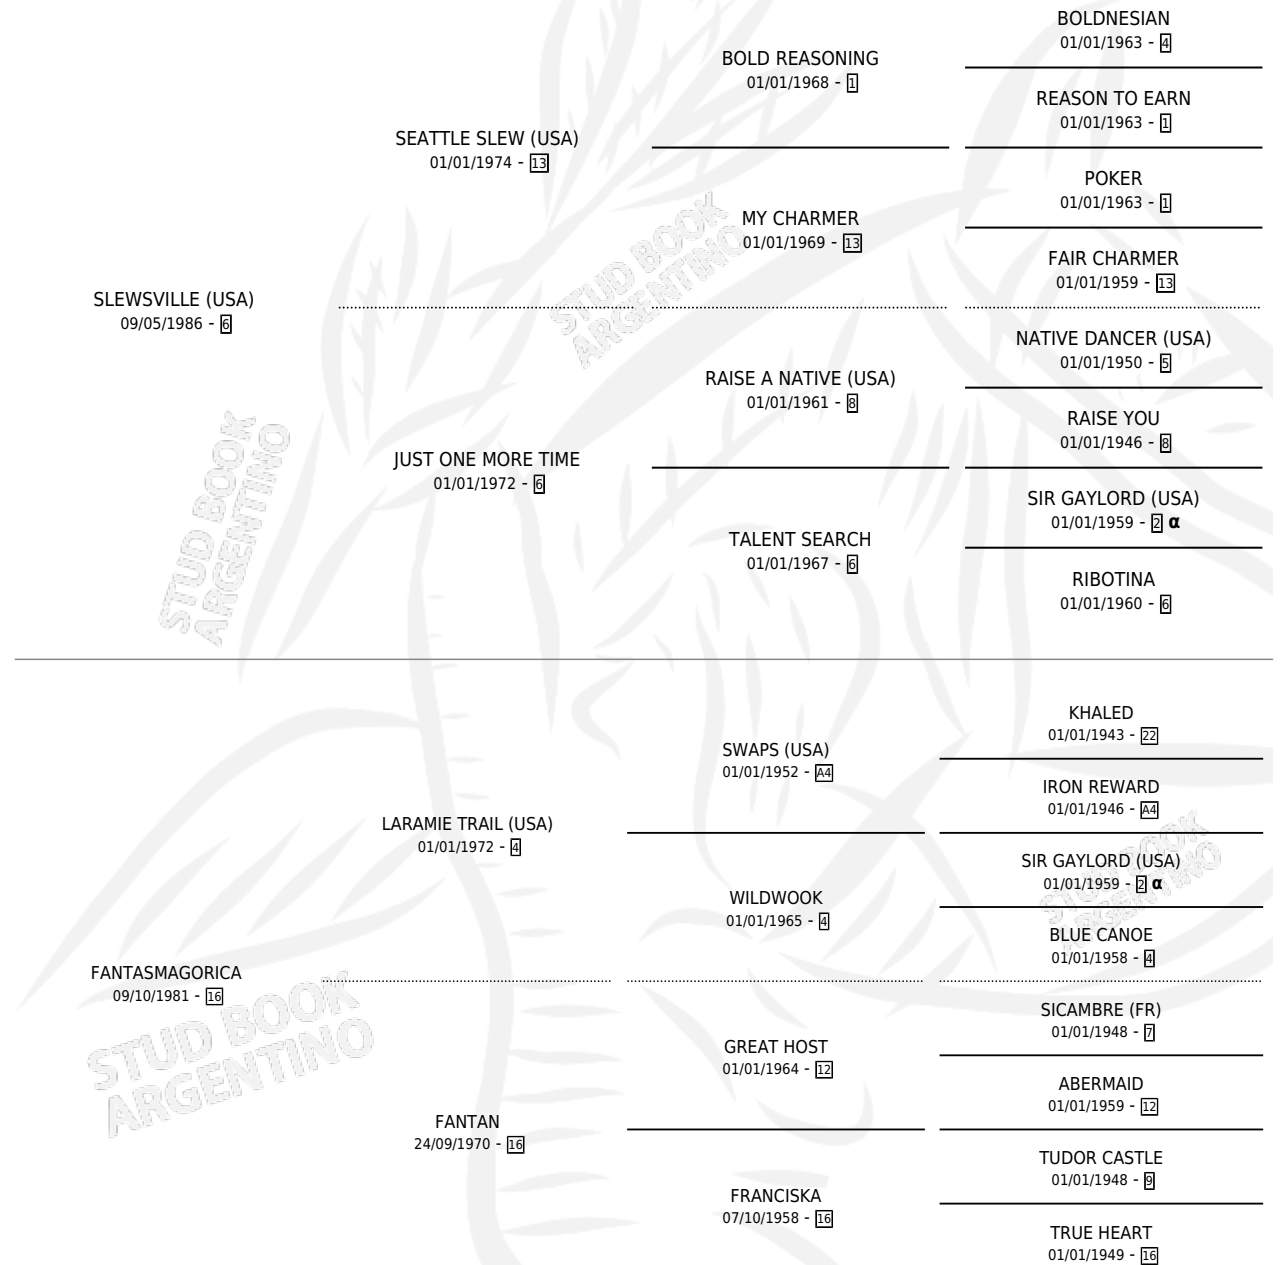 BOLDNESIAN
01/01/1963 - 4
BOLD REASONING
01/01/1968 - 1
REASON TO EARN
01/01/1963 - 1
SEATTLE SLEW (USA)
01/01/1974 - 13
POKER
01/01/1963 - 1
MY CHARMER
01/01/1969 - 13
FAIR CHARMER
01/01/1959 - 13
SLEWSVILLE (USA)
09/05/1986 - 6
NATIVE DANCER (USA)
01/01/1950 - 5
RAISE A NATIVE (USA)
01/01/1961 - 8
RAISE YOU
01/01/1946 - 8
JUST ONE MORE TIME
01/01/1972 - 6
SIR GAYLORD (USA)
01/01/1959 - 2 α
TALENT SEARCH
01/01/1967 - 6
RIBOTINA
01/01/1960 - 6
KHALED
01/01/1943 - 22
SWAPS (USA)
01/01/1952 - A4
IRON REWARD
01/01/1946 - A4
LARAMIE TRAIL (USA)
01/01/1972 - 4
SIR GAYLORD (USA)
01/01/1959 - 2 α
WILDWOOK
01/01/1965 - 4
BLUE CANOE
01/01/1958 - 4
FANTASMAGORICA
09/10/1981 - 16
SICAMBRE (FR)
01/01/1948 - 7
GREAT HOST
01/01/1964 - 12
ABERMAID
01/01/1959 - 12
FANTAN
24/09/1970 - 16
TUDOR CASTLE
01/01/1948 - 9
FRANCISKA
07/10/1958 - 16
TRUE HEART
01/01/1949 - 16
STUD BOOK
ARGENTINO
STUD BOOK
ARGENTINO
STUD BOOK
ARGENTINO
STUD BOOK
ARGENTINO